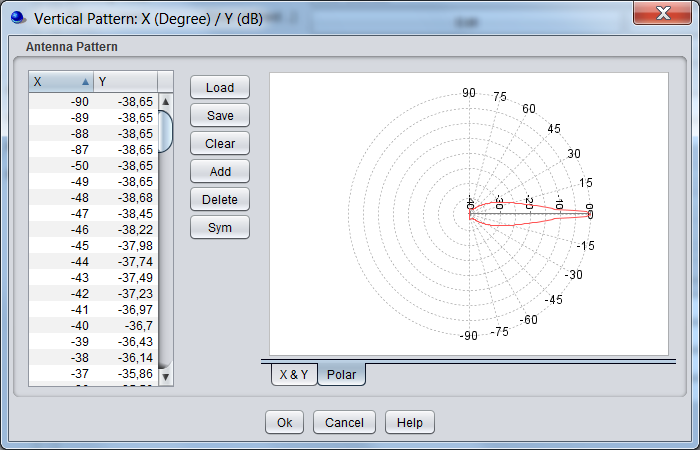 Vertical Pattern: X (Degree) / Y (dB)
Antenna Pattern
X Y
-90 -38,65
-89 -38,65
-88 -38,65
-87 -38,65
-50 -38,65
-49 -38,65
-48 -38,68
-47 -38,45
-46 -38,22
-45 -37,98
-44 -37,74
-43 -37,49
-42 -37,23
-41 -36,97
-40 -36,7
-39 -36,43
-38 -36,14
-37 -35,86
Load
Save
Clear
Add
Delete
Sym
90
75
60
45
30
15
-40 -30 -20 -10 0
0
-15
-30
-45
-60
-75
-90
X & Y Polar
Ok Cancel Help